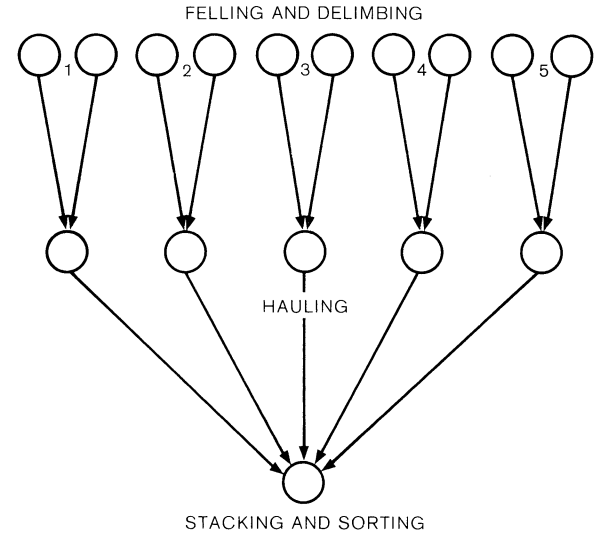 FELLING AND DELIMBING
1 2 3 4 5
HAULING
STACKING AND SORTING